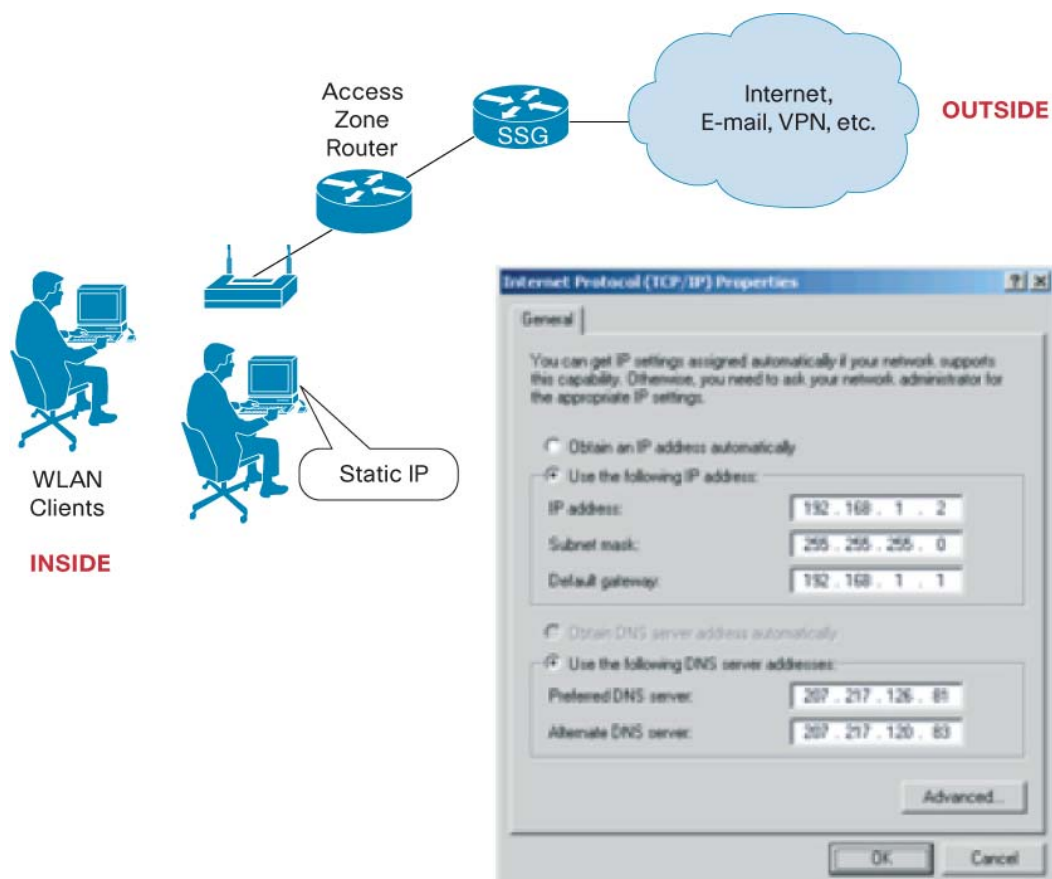 Access
Zone
Router
SSG
Internet,
E-mail, VPN, etc.
OUTSIDE
WLAN
Clients
INSIDE
Static IP
Internet Protocol (TCP/IP) Properties
General
You can get IP settings assigned automatically if your network supports
this capability. Otherwise, you need to ask your network administrator for
the appropriate IP settings.
Obtain an IP address automatically
Use the following IP address:
IP address: 192 . 168 . 1 . 2
Subnet mask: 255 . 255 . 255 . 0
Default gateway: 192 . 168 . 1 . 1
Obtain DNS server address automatically
Use the following DNS server addresses:
Preferred DNS server: 207 . 217 . 126 . 81
Alternate DNS server: 207 . 217 . 120 . 83
Advanced...
OK Cancel